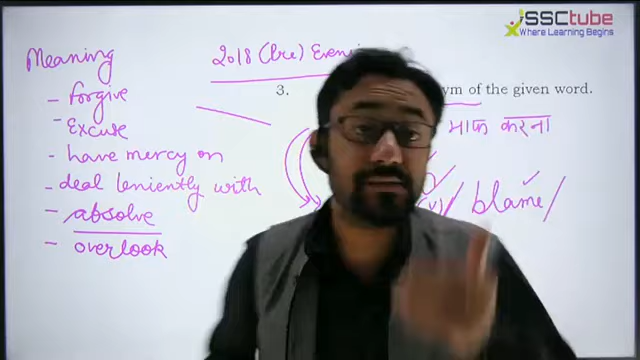 SSCtube
Where Learning Begins
Meaning
2018 (Pre) Evening
- forgive
3.
ym of the given word.
- Excuse
माफ करना
- have mercy on
- deal leniently with
blame /
- absolve
- overlook